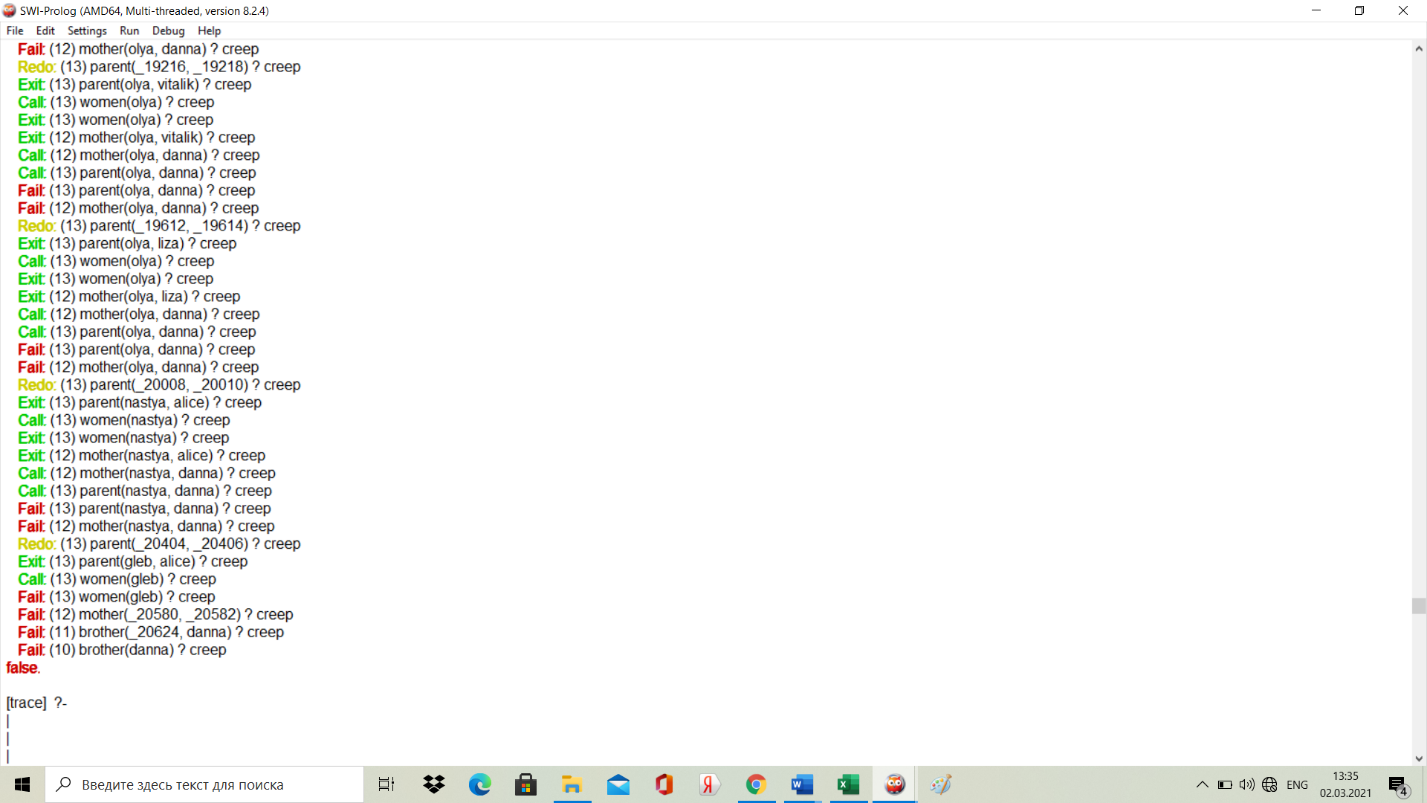 SWI-Prolog (AMD64, Multi-threaded, version 8.2.4)
File Edit Settings Run Debug Help
Fail: (12) mother(olya, danna) ? creep
Redo: (13) parent(_19216, _19218) ? creep
Exit: (13) parent(olya, vitalik) ? creep
Call: (13) women(olya) ? creep
Exit: (13) women(olya) ? creep
Exit: (12) mother(olya, vitalik) ? creep
Call: (12) mother(olya, danna) ? creep
Call: (13) parent(olya, danna) ? creep
Fail: (13) parent(olya, danna) ? creep
Fail: (12) mother(olya, danna) ? creep
Redo: (13) parent(_19612, _19614) ? creep
Exit: (13) parent(olya, liza) ? creep
Call: (13) women(olya) ? creep
Exit: (13) women(olya) ? creep
Exit: (12) mother(olya, liza) ? creep
Call: (12) mother(olya, danna) ? creep
Call: (13) parent(olya, danna) ? creep
Fail: (13) parent(olya, danna) ? creep
Fail: (12) mother(olya, danna) ? creep
Redo: (13) parent(_20008, _20010) ? creep
Exit: (13) parent(nastya, alice) ? creep
Call: (13) women(nastya) ? creep
Exit: (13) women(nastya) ? creep
Exit: (12) mother(nastya, alice) ? creep
Call: (12) mother(nastya, danna) ? creep
Call: (13) parent(nastya, danna) ? creep
Fail: (13) parent(nastya, danna) ? creep
Fail: (12) mother(nastya, danna) ? creep
Redo: (13) parent(_20404, _20406) ? creep
Exit: (13) parent(gleb, alice) ? creep
Call: (13) women(gleb) ? creep
Fail: (13) women(gleb) ? creep
Fail: (12) mother(_20580, _20582) ? creep
Fail: (11) brother(_20624, danna) ? creep
Fail: (10) brother(danna) ? creep
false.
[trace] ?-
|
|
|
Введите здесь текст для поиска
ENG
13:35
02.03.2021
4